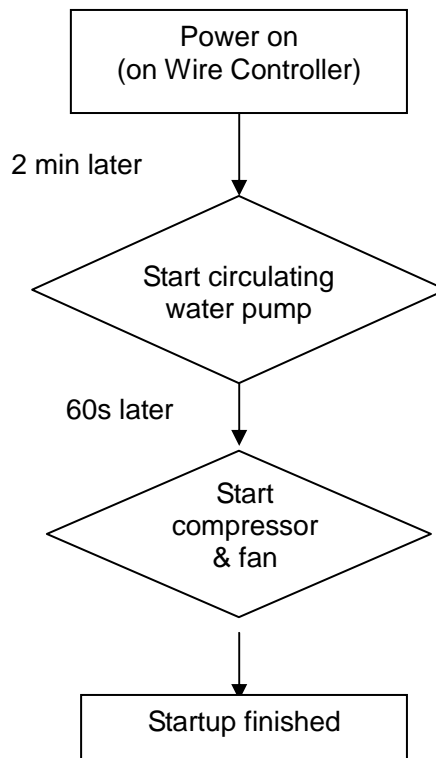 Power on
(on Wire Controller)
2 min later
Start circulating
water pump
60s later
Start
compressor
& fan
Startup finished